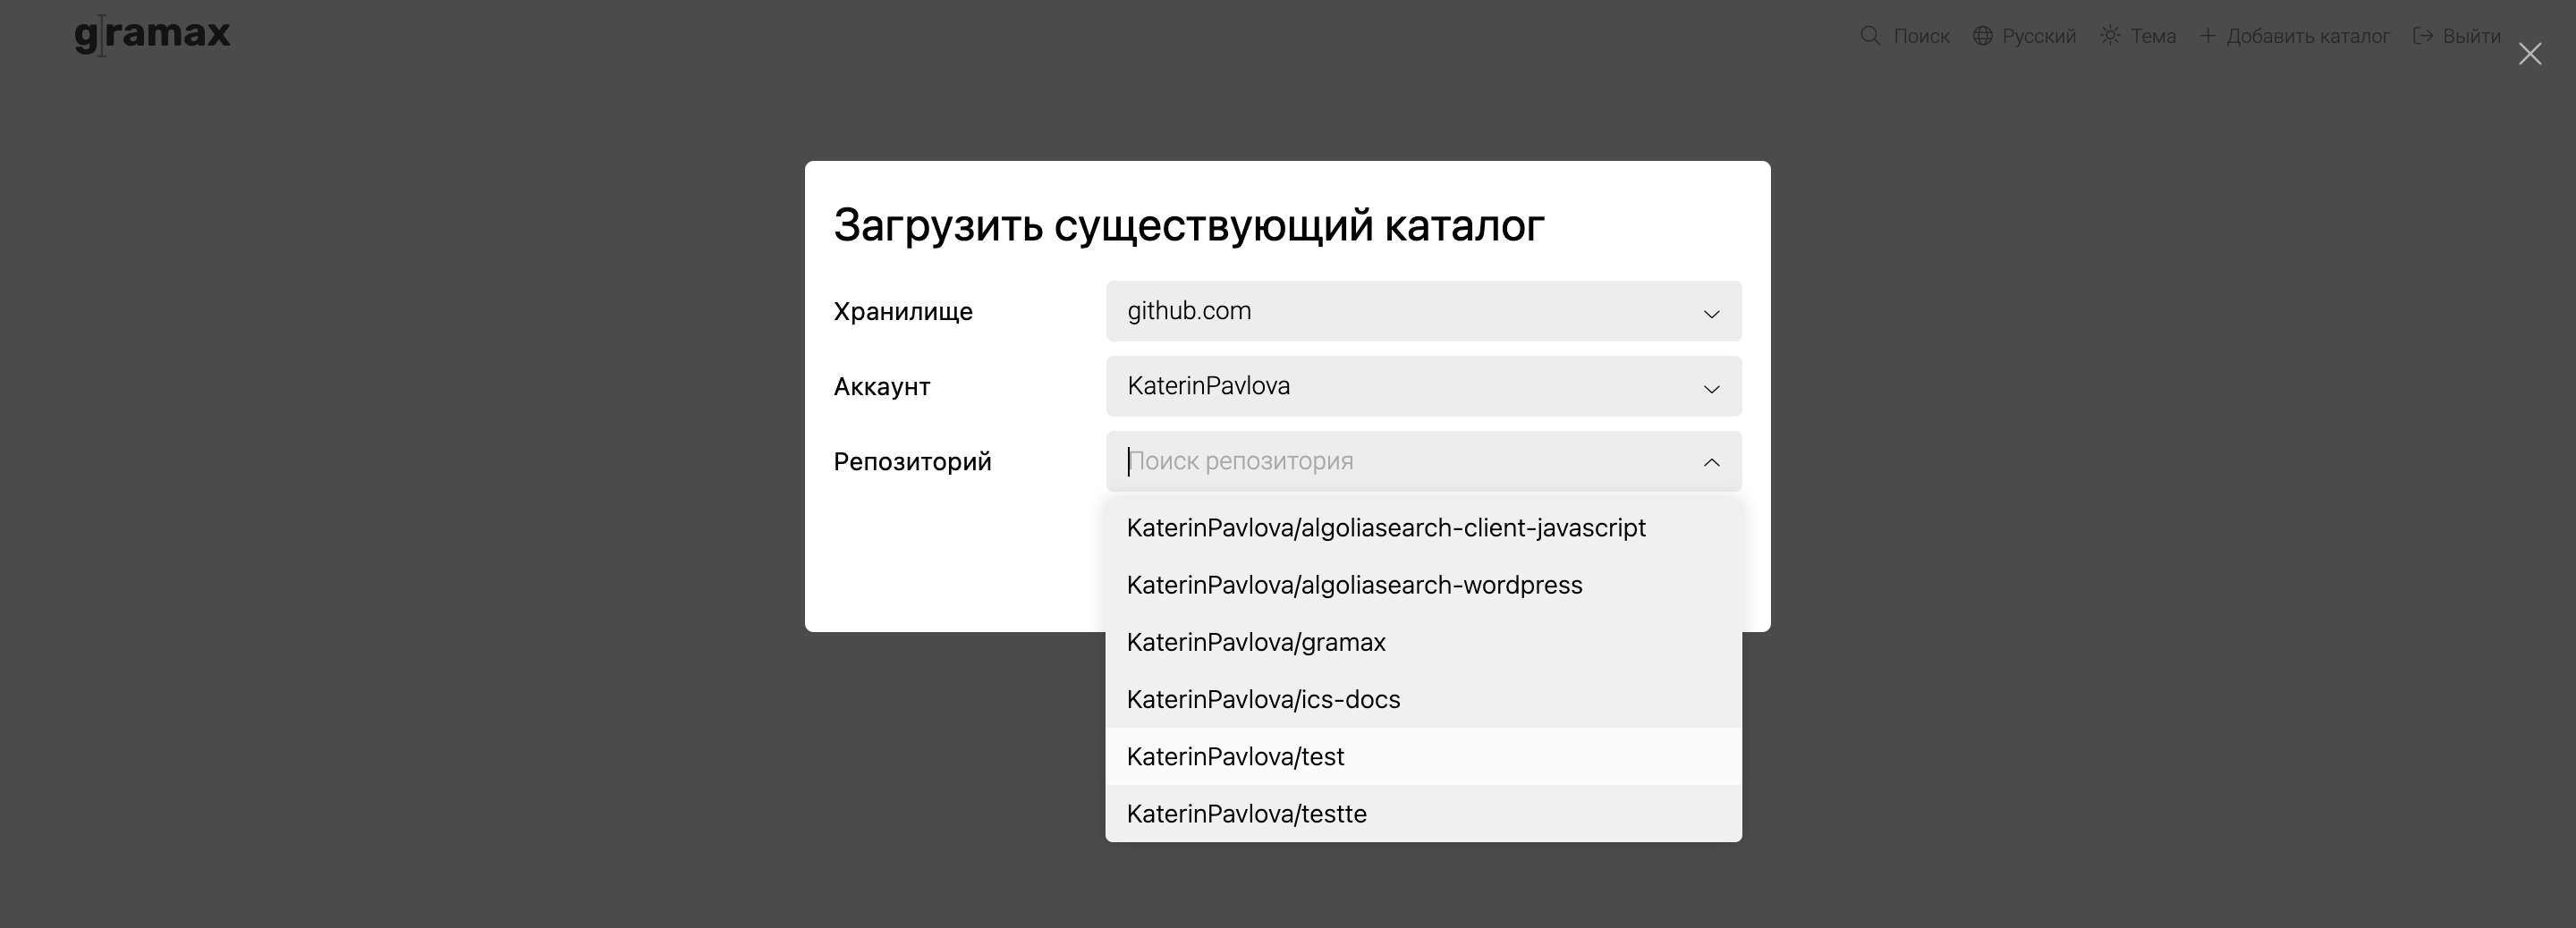 gramax
Поиск Русский Тема Добавить каталог Выйти
Загрузить существующий каталог
Хранилище github.com
Аккаунт KaterinPavlova
Репозиторий Поиск репозитория
KaterinPavlova/algoliasearch-client-javascript
KaterinPavlova/algoliasearch-wordpress
KaterinPavlova/gramax
KaterinPavlova/ics-docs
KaterinPavlova/test
KaterinPavlova/testte